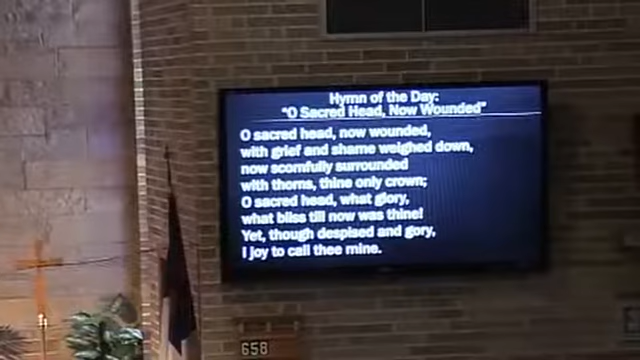 Hymn of the Day:
"O Sacred Head, Now Wounded"
O sacred head, now wounded,
with grief and shame weighed down,
now scornfully surrounded
with thorns, thine only crown;
O sacred head, what glory,
what bliss till now was thine!
Yet, though despised and gory,
I joy to call thee mine.
658